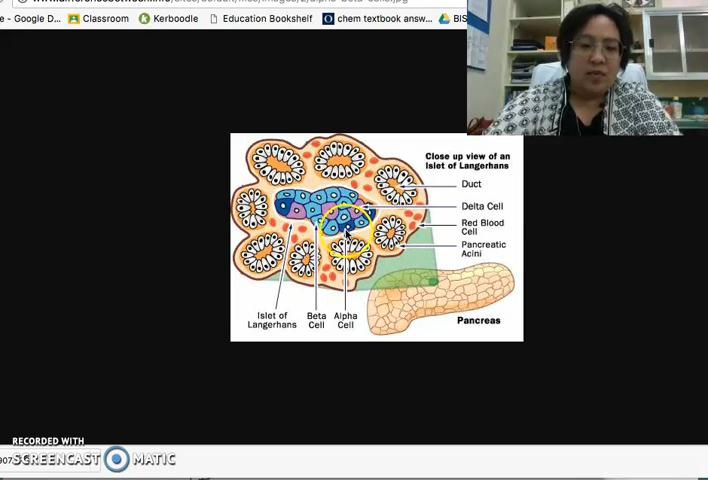 Google D... Classroom Kerboodle Education Bookshelf chem textbook answ... BIS
Close up view of an
Islet of Langerhans
Duct
Delta Cell
Red Blood
Cell
Pancreatic
Acini
Islet of
Langerhans
Beta
Cell
Alpha
Cell
Pancreas
RECORDED WITH
SCREENCAST MATIC